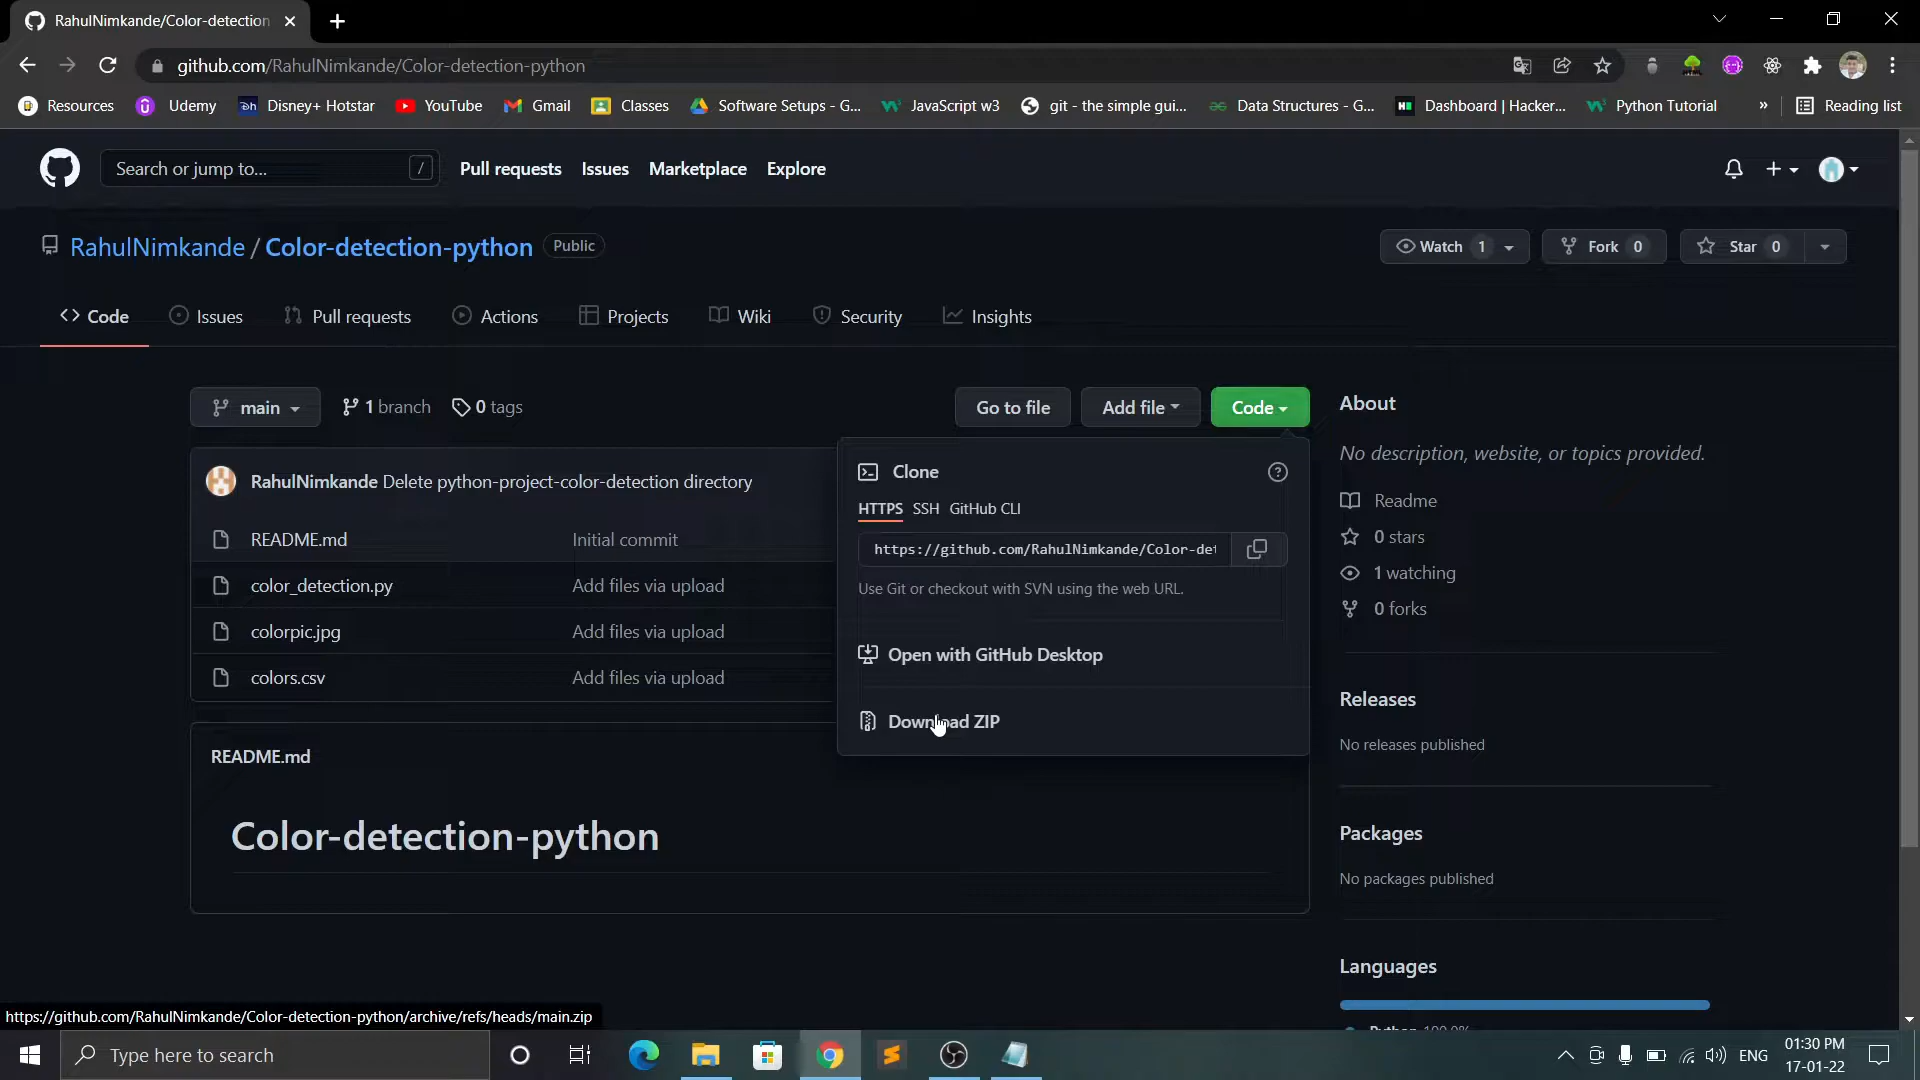 RahulNimkande/Color-detection
github.com/RahulNimkande/Color-detection-python
Resources Udemy Disney+ Hotstar YouTube Gmail Classes Software Setups - G... JavaScript w3 git - the simple gui... Data Structures - G... Dashboard | Hacker... Python Tutorial » Reading list
Search or jump to... / Pull requests Issues Marketplace Explore
RahulNimkande / Color-detection-python Public Watch 1 Fork 0 Star 0
<> Code Issues Pull requests Actions Projects Wiki Security Insights
main 1 branch 0 tags Go to file Add file Code
About
No description, website, or topics provided.
Readme
0 stars
1 watching
0 forks
Clone
HTTPS SSH GitHub CLI
https://github.com/RahulNimkande/Color-det
Use Git or checkout with SVN using the web URL.
Open with GitHub Desktop
Download ZIP
RahulNimkande Delete python-project-color-detection directory
README.md Initial commit
color_detection.py Add files via upload
colorpic.jpg Add files via upload
colors.csv Add files via upload
README.md
Color-detection-python
Releases
No releases published
Packages
No packages published
Languages
Python 100.0%
https://github.com/RahulNimkande/Color-detection-python/archive/refs/heads/main.zip
Type here to search
ENG
01:30 PM
17-01-22